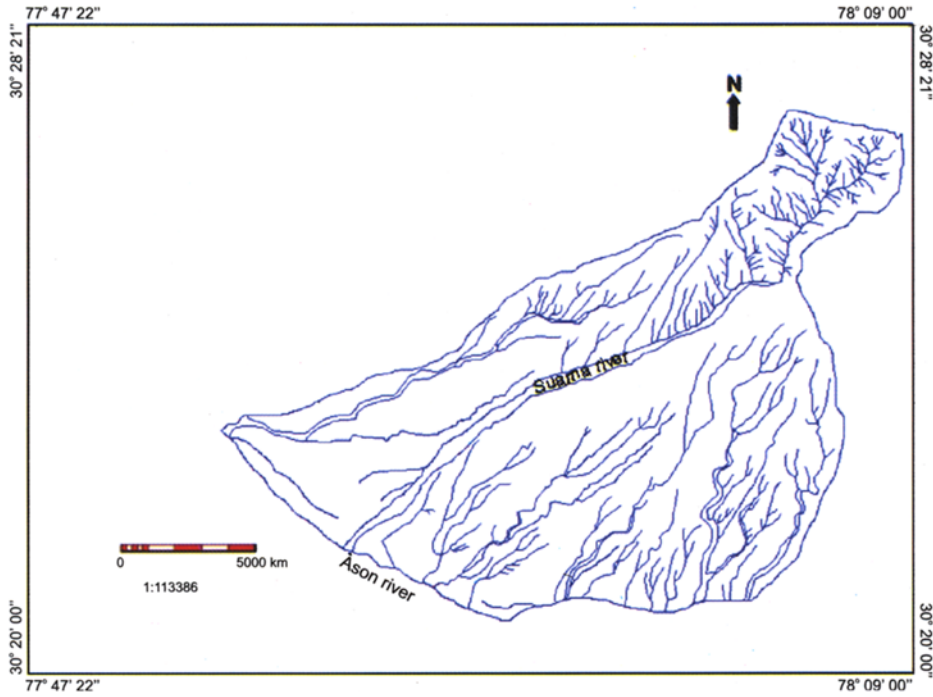 77° 47' 22"
78° 09' 00"
30° 28' 21"
30° 28' 21"
N
Suarna river
Ason river
0
5000 km
1:113386
30° 20' 00"
30° 20' 00"
77° 47' 22"
78° 09' 00"